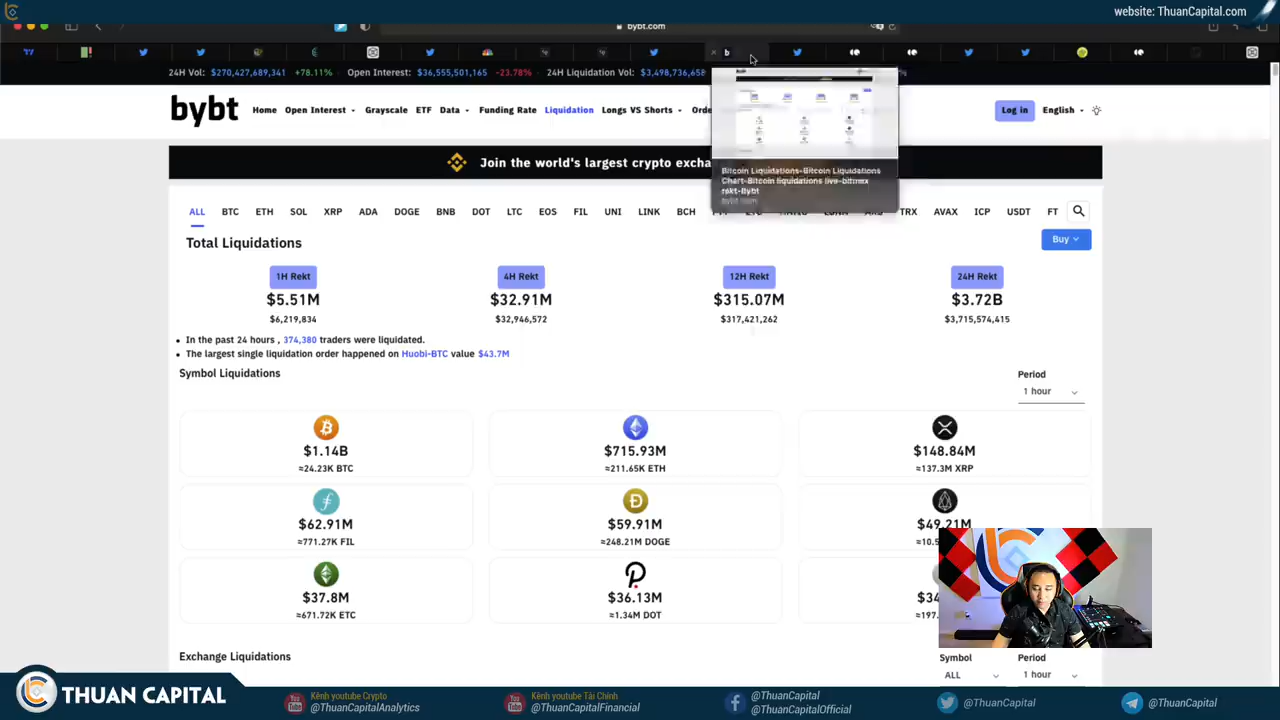 website: ThuanCapital.com
bybt.com
24H Vol: $270,427,689,341 +78.11% Open Interest: $36,555,501,165 -23.78% 24H Liquidation Vol:
bybt Home Open Interest Grayscale ETF Data Funding Rate Liquidation Longs VS Shorts Log in English
Join the world's largest crypto
Bitcoin Liquidations-Bitcoin Liquidations
Chart-Bitcoin liquidations live-bitmex
rekt-Bybt
bybt.com
ALL BTC ETH SOL XRP ADA DOGE BNB DOT LTC EOS FIL UNI LINK BCH TRX AVAX ICP USDT FT
Total Liquidations
Buy
1H Rekt 4H Rekt 12H Rekt 24H Rekt
$5.51M $32.91M $315.07M $3.72B
$6,219,834 $32,946,572 $317,421,262 $3,715,574,415
In the past 24 hours , 374,380 traders were liquidated.
The largest single liquidation order happened on Huobi-BTC value $43.7M
Symbol Liquidations
Period
1 hour
$1.14B $715.93M $148.84M
≈24.23K BTC ≈211.65K ETH ≈137.3M XRP
$62.91M $59.91M $49.21M
≈771.27K FIL ≈248.21M DOGE ≈10.5
$37.8M $36.13M
≈671.72K ETC ≈1.34M DOT ≈197.
Exchange Liquidations
Symbol Period
ALL 1 hour
THUAN CAPITAL
Kênh youtube Crypto
@ThuanCapitalAnalytics
Kênh youtube Tài Chính
@ThuanCapitalFinancial
@ThuanCapital
@ThuanCapitalOfficial
@ThuanCapital
@ThuanCapital